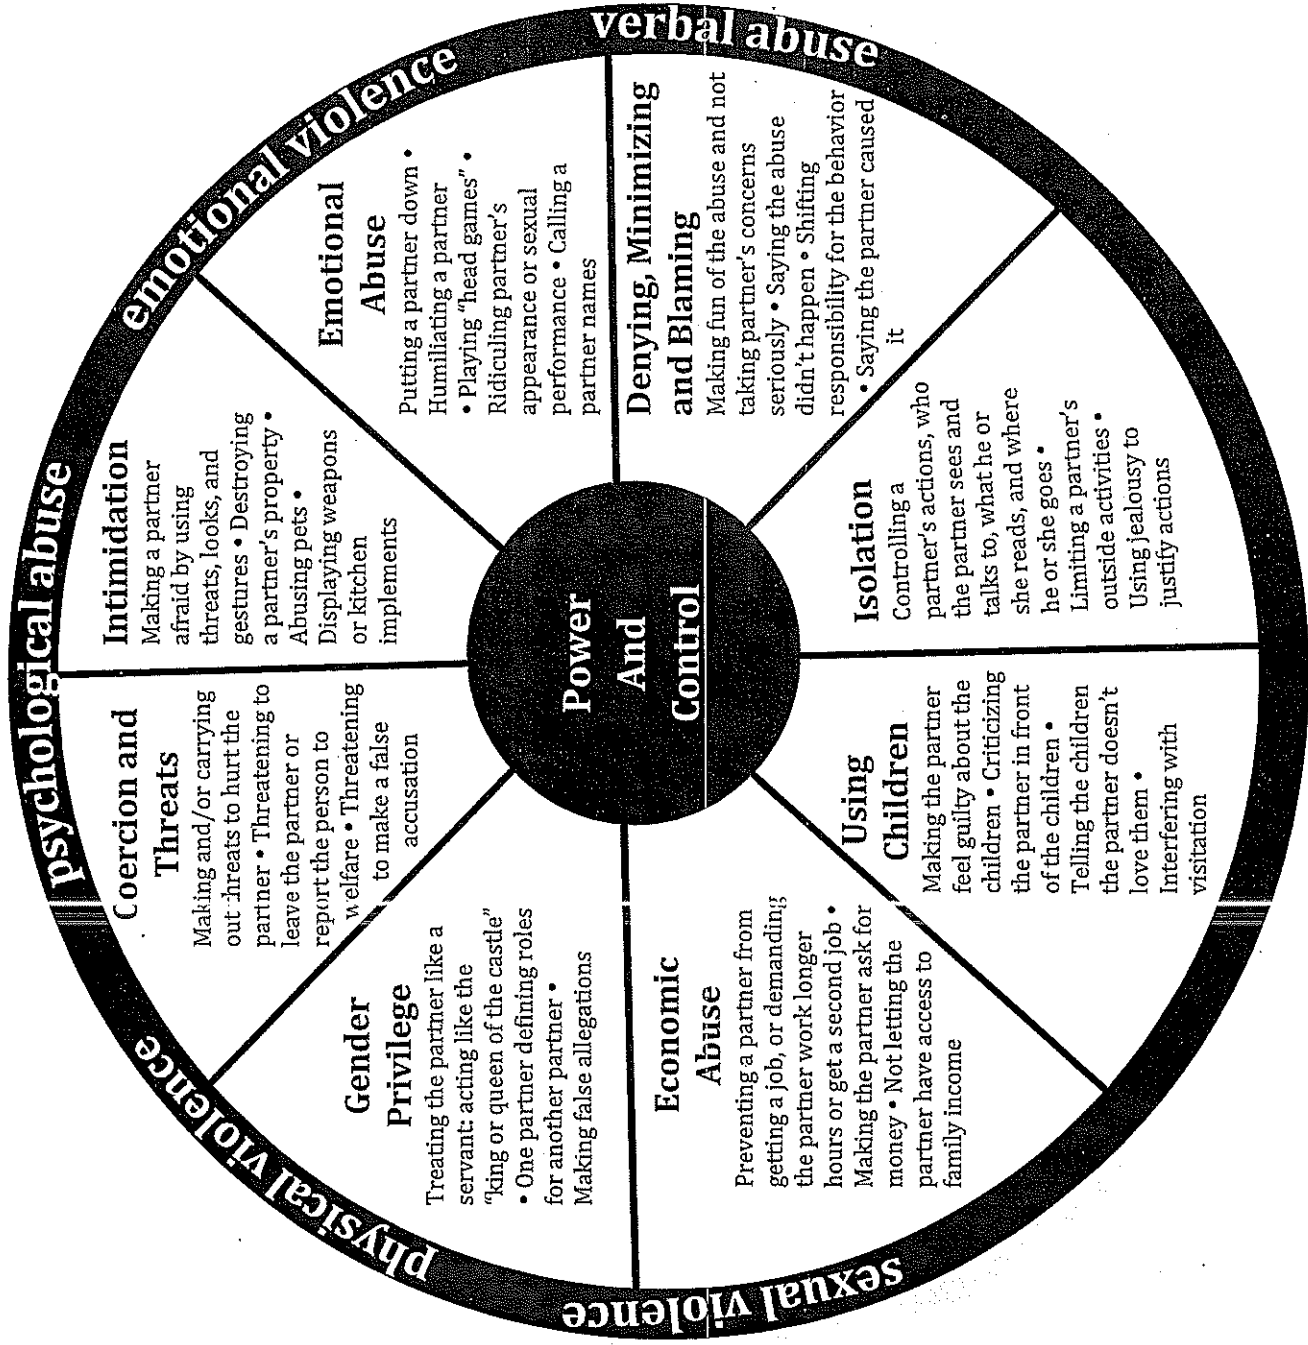 psychological abuse
emotional violence
verbal abuse
physical violence
sexual violence
Power
And
Control
Coercion and
Threats
Making and/or carrying
out threats to hurt the
partner • Threatening to
leave the partner or
report the person to
welfare • Threatening
to make a false
accusation
Intimidation
Making a partner
afraid by using
threats, looks, and
gestures • Destroying
a partner's property •
Abusing pets •
Displaying weapons
or kitchen
implements
Emotional
Abuse
Putting a partner down •
Humiliating a partner
• Playing "head games" •
Ridiculing partner's
appearance or sexual
performance • Calling a
partner names
Denying, Minimizing
and Blaming
Making fun of the abuse and not
taking partner's concerns
seriously • Saying the abuse
didn't happen • Shifting
responsibility for the behavior
• Saying the partner caused
it
Isolation
Controlling a
partner's actions, who
the partner sees and
talks to, what he or
she reads, and where
he or she goes •
Limiting a partner's
outside activities •
Using jealousy to
justify actions
Using
Children
Making the partner
feel guilty about the
children • Criticizing
the partner in front
of the children •
Telling the children
the partner doesn't
love them •
Interfering with
visitation
Economic
Abuse
Preventing a partner from
getting a job, or demanding
the partner work longer
hours or get a second job •
Making the partner ask for
money • Not letting the
partner have access to
family income
Gender
Privilege
Treating the partner like a
servant: acting like the
"king or queen of the castle"
• One partner defining roles
for another partner •
Making false allegations